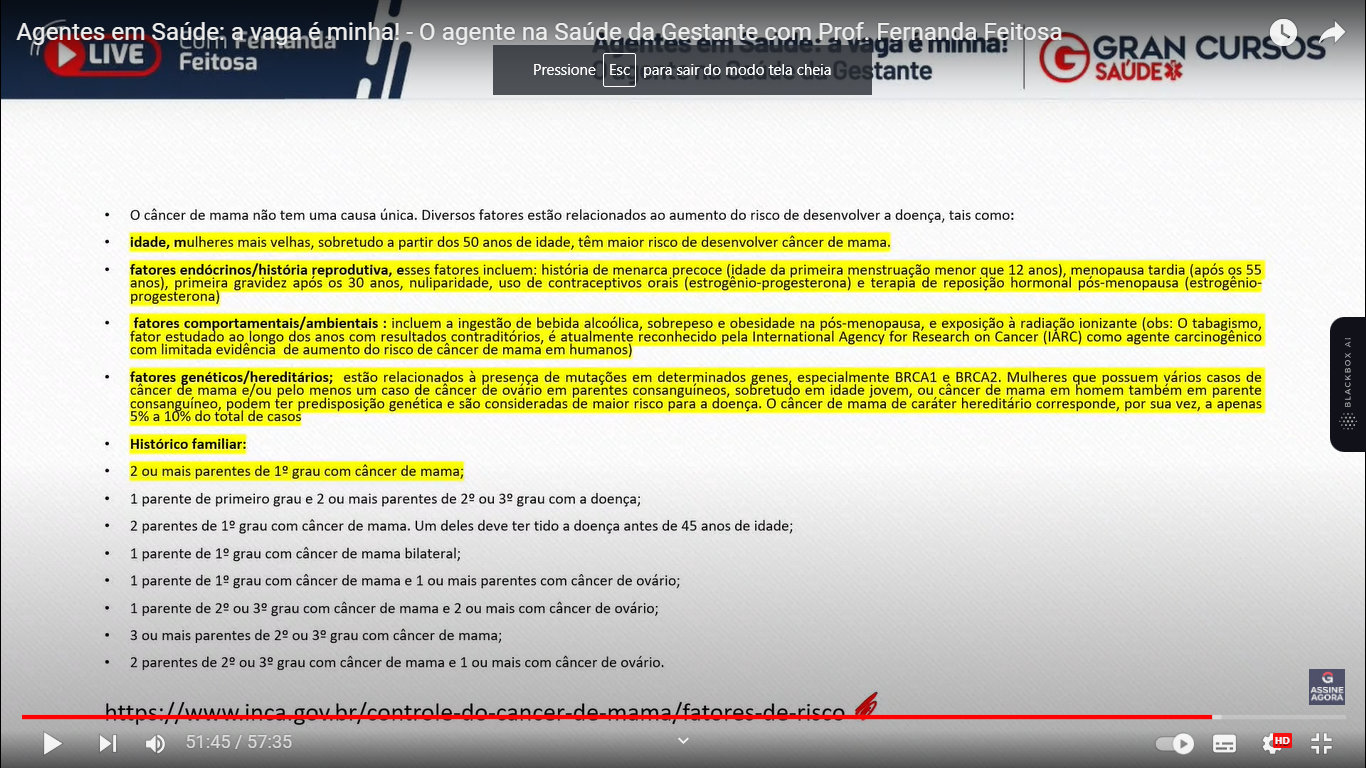 Agentes em Saúde: a vaga é minha! - O agente na Saúde da Gestante com Prof. Fernanda Feitosa
LIVE
com Fernanda
Feitosa
Agentes em Saúde: a vaga é minha!
Gestante
GRAN CURSOS
SAÚDE
Pressione Esc para sair do modo tela cheia
• O câncer de mama não tem uma causa única. Diversos fatores estão relacionados ao aumento do risco de desenvolver a doença, tais como:
• idade, mulheres mais velhas, sobretudo a partir dos 50 anos de idade, têm maior risco de desenvolver câncer de mama.
• fatores endócrinos/história reprodutiva, esses fatores incluem: história de menarca precoce (idade da primeira menstruação menor que 12 anos), menopausa tardia (após os 55
anos), primeira gravidez após os 30 anos, nuliparidade, uso de contraceptivos orais (estrogênio-progesterona) e terapia de reposição hormonal pós-menopausa (estrogênio-
progesterona)
• fatores comportamentais/ambientais : incluem a ingestão de bebida alcoólica, sobrepeso e obesidade na pós-menopausa, e exposição à radiação ionizante (obs: O tabagismo,
fator estudado ao longo dos anos com resultados contraditórios, é atualmente reconhecido pela International Agency for Research on Cancer (IARC) como agente carcinogênico
com limitada evidência de aumento do risco de câncer de mama em humanos)
• fatores genéticos/hereditários; estão relacionados à presença de mutações em determinados genes, especialmente BRCA1 e BRCA2. Mulheres que possuem vários casos de
câncer de mama e/ou pelo menos um caso de câncer de ovário em parentes consanguíneos, sobretudo em idade jovem, ou câncer de mama em homem também em parente
consanguíneo, podem ter predisposição genética e são consideradas de maior risco para a doença. O câncer de mama de caráter hereditário corresponde, por sua vez, a apenas
5% a 10% do total de casos
• Histórico familiar:
• 2 ou mais parentes de 1º grau com câncer de mama;
• 1 parente de primeiro grau e 2 ou mais parentes de 2º ou 3º grau com a doença;
• 2 parentes de 1º grau com câncer de mama. Um deles deve ter tido a doença antes de 45 anos de idade;
• 1 parente de 1º grau com câncer de mama bilateral;
• 1 parente de 1º grau com câncer de mama e 1 ou mais parentes com câncer de ovário;
• 1 parente de 2º ou 3º grau com câncer de mama e 2 ou mais com câncer de ovário;
• 3 ou mais parentes de 2º ou 3º grau com câncer de mama;
• 2 parentes de 2º ou 3º grau com câncer de mama e 1 ou mais com câncer de ovário.
https://www.inca.gov.br/controle-do-cancer-de-mama/fatores-de-risco
BLACKBOX AI
G
ASSINE
AGORA
51:45 / 57:35
HD